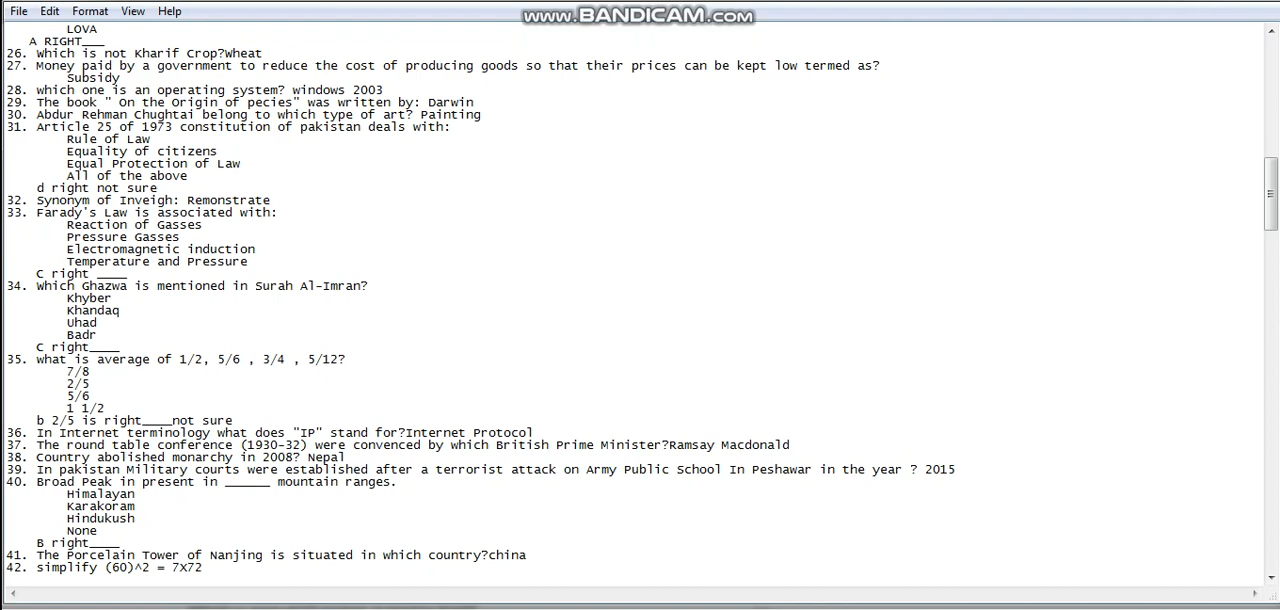 File Edit Format View Help
www.BANDICAM.com
LOVA
A RIGHT___
26. Which is not Kharif Crop?Wheat
27. Money paid by a government to reduce the cost of producing goods so that their prices can be kept low termed as?
Subsidy
28. which one is an operating system? windows 2003
29. The book " On the Origin of pecies" was written by: Darwin
30. Abdur Rehman Chughtai belong to which type of art? Painting
31. Article 25 of 1973 constitution of pakistan deals with:
Rule of Law
Equality of citizens
Equal Protection of Law
All of the above
d right not sure
32. Synonym of Inveigh: Remonstrate
33. Farady's Law is associated with:
Reaction of Gasses
Pressure Gasses
Electromagnetic induction
Temperature and Pressure
C right ____
34. Which Ghazwa is mentioned in Surah Al-Imran?
Khyber
Khandaq
Uhad
Badr
C right____
35. what is average of 1/2, 5/6 , 3/4 , 5/12?
7/8
2/5
5/6
1 1/2
b 2/5 is right____not sure
36. In Internet terminology what does "IP" stand for?Internet Protocol
37. The round table conference (1930-32) were convenced by which British Prime Minister?Ramsay Macdonald
38. Country abolished monarchy in 2008? Nepal
39. In pakistan Military courts were established after a terrorist attack on Army Public School In Peshawar in the year ? 2015
40. Broad Peak in present in ______ mountain ranges.
Himalayan
Karakoram
Hindukush
None
B right____
41. The Porcelain Tower of Nanjing is situated in which country?china
42. simplify (60)^2 = 7X72